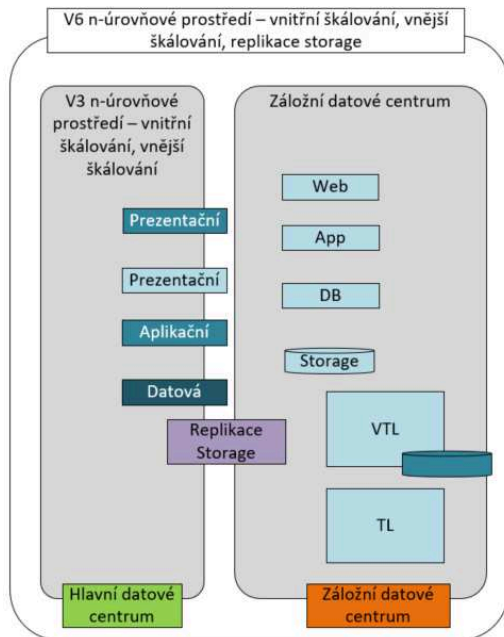 V6 n-úrovňové prostředí – vnitřní škálování, vnější
škálování, replikace storage
V3 n-úrovňové
prostředí – vnitřní
škálování, vnější
škálování
Prezentační
Prezentační
Aplikační
Datová
Replikace
Storage
Záložní datové centrum
Web
App
DB
Storage
VTL
TL
Hlavní datové
centrum
Záložní datové
centrum